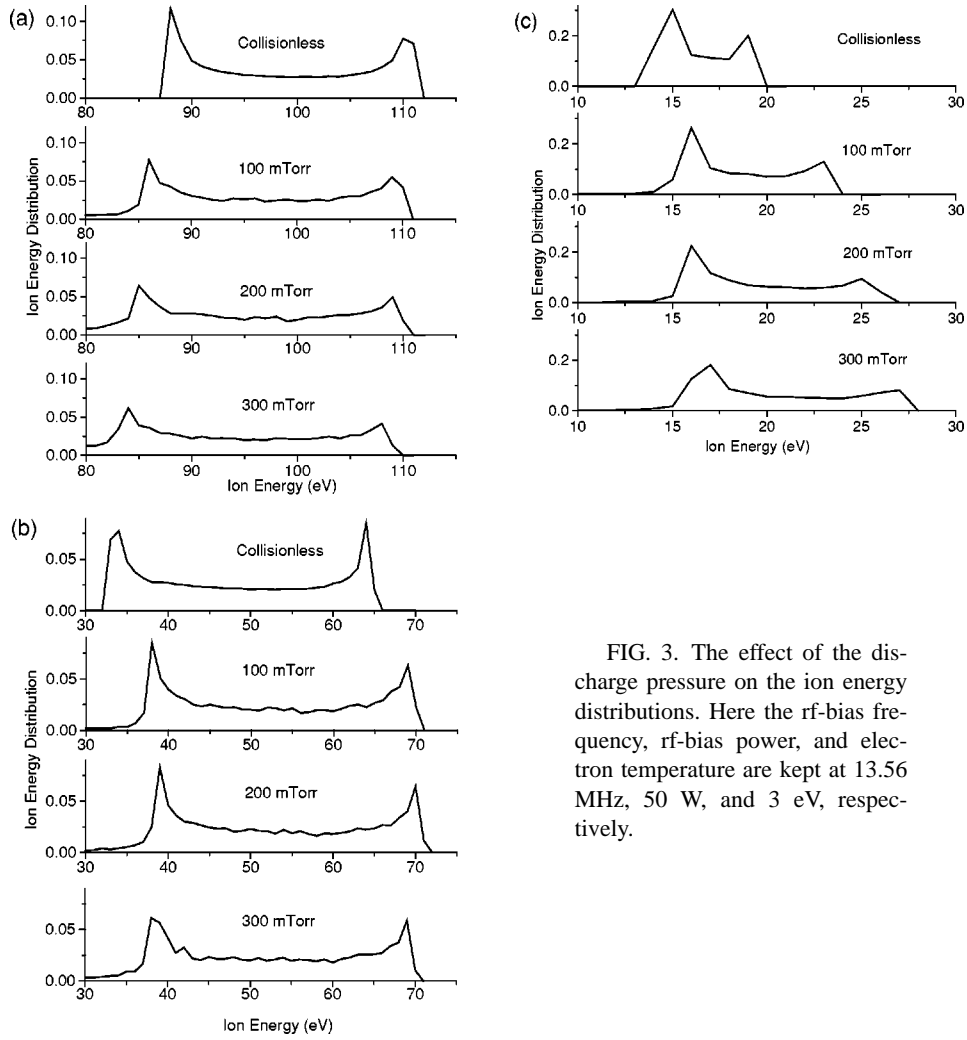 (a)
0.10
0.05
0.00
Collisionless
80 90 100 110
0.10
0.05
0.00
100 mTorr
80 90 100 110
Ion Energy Distribution
0.10
0.05
0.00
200 mTorr
80 90 100 110
0.10
0.05
0.00
300 mTorr
80 90 100 110
Ion Energy (eV)
(c)
0.2
0.0
Collisionless
10 15 20 25 30
0.2
0.0
100 mTorr
10 15 20 25 30
Ion Energy Distribution
0.2
0.0
200 mTorr
10 15 20 25 30
0.2
0.0
300 mTorr
10 15 20 25 30
Ion Energy (eV)
(b)
0.05
0.00
Collisionless
30 40 50 60 70
0.05
0.00
100 mTorr
30 40 50 60 70
Ion Energy Distribution
0.05
0.00
200 mTorr
30 40 50 60 70
0.05
0.00
300 mTorr
30 40 50 60 70
Ion Energy (eV)
FIG. 3. The effect of the dis-
charge pressure on the ion energy
distributions. Here the rf-bias fre-
quency, rf-bias power, and elec-
tron temperature are kept at 13.56
MHz, 50 W, and 3 eV, respec-
tively.